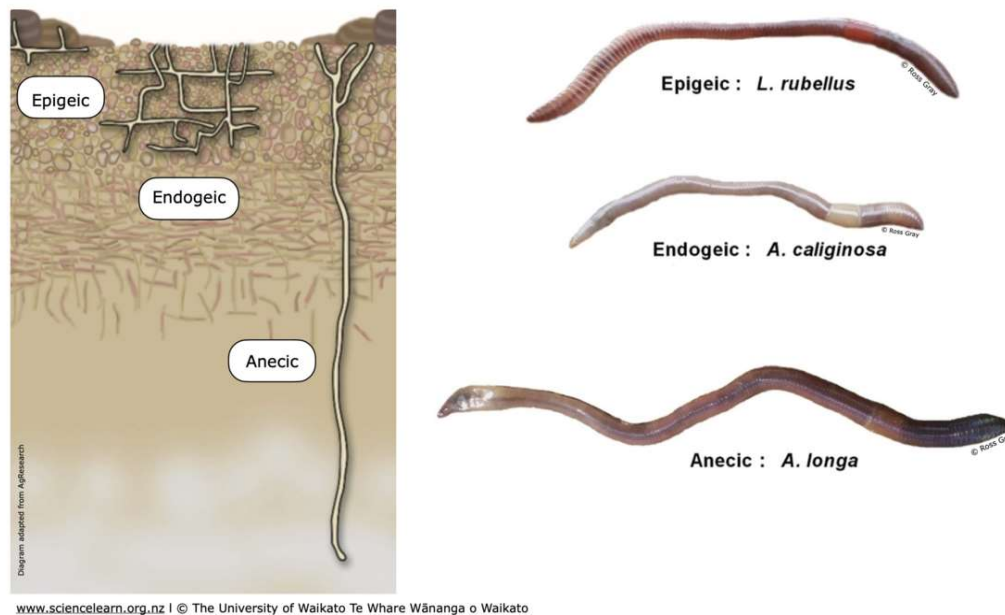 Epigeic
Endogeic
Anecic
Diagram adapted from AgResearch
© Ross Gray
Epigeic : L. rubellus
© Ross Gray
Endogeic : A. caliginosa
© Ross Gra
Anecic : A. longa
www.sciencelearn.org.nz I © The University of Waikato Te Whare Wānanga o Waikato